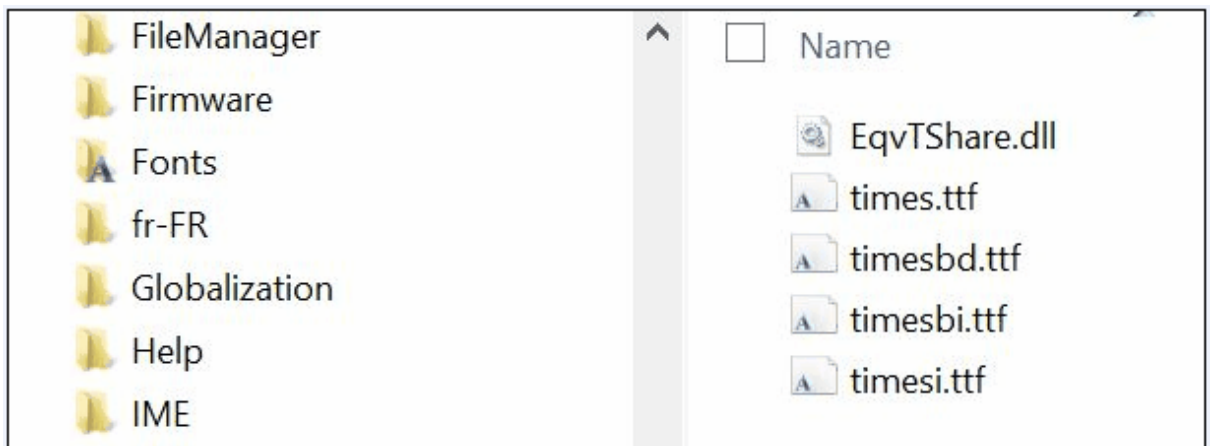 FileManager
Firmware
Fonts
fr-FR
Globalization
Help
IME
Name
EqvTShare.dll
times.ttf
timesbd.ttf
timesbi.ttf
timesi.ttf